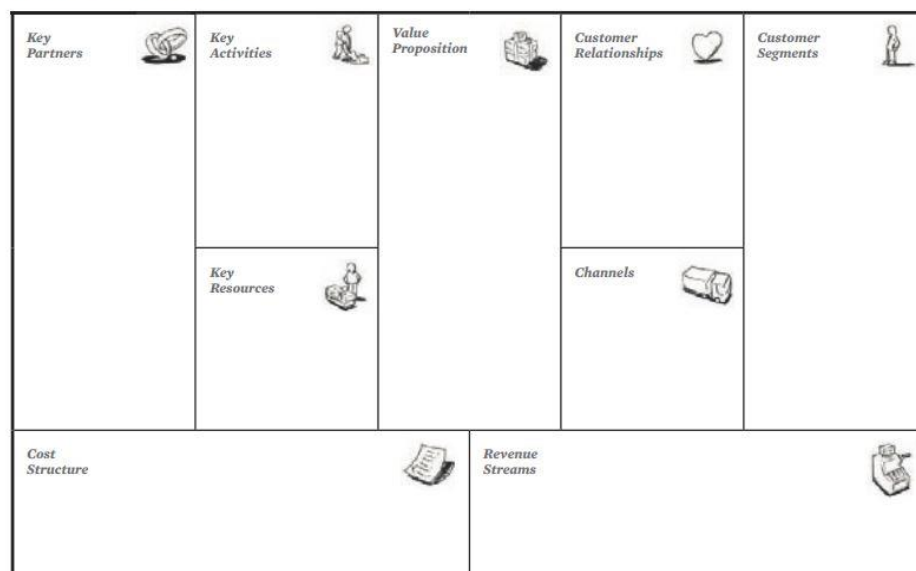 Key
Partners
Key
Activities
Value
Proposition
Customer
Relationships
Customer
Segments
Key
Resources
Channels
Cost
Structure
Revenue
Streams